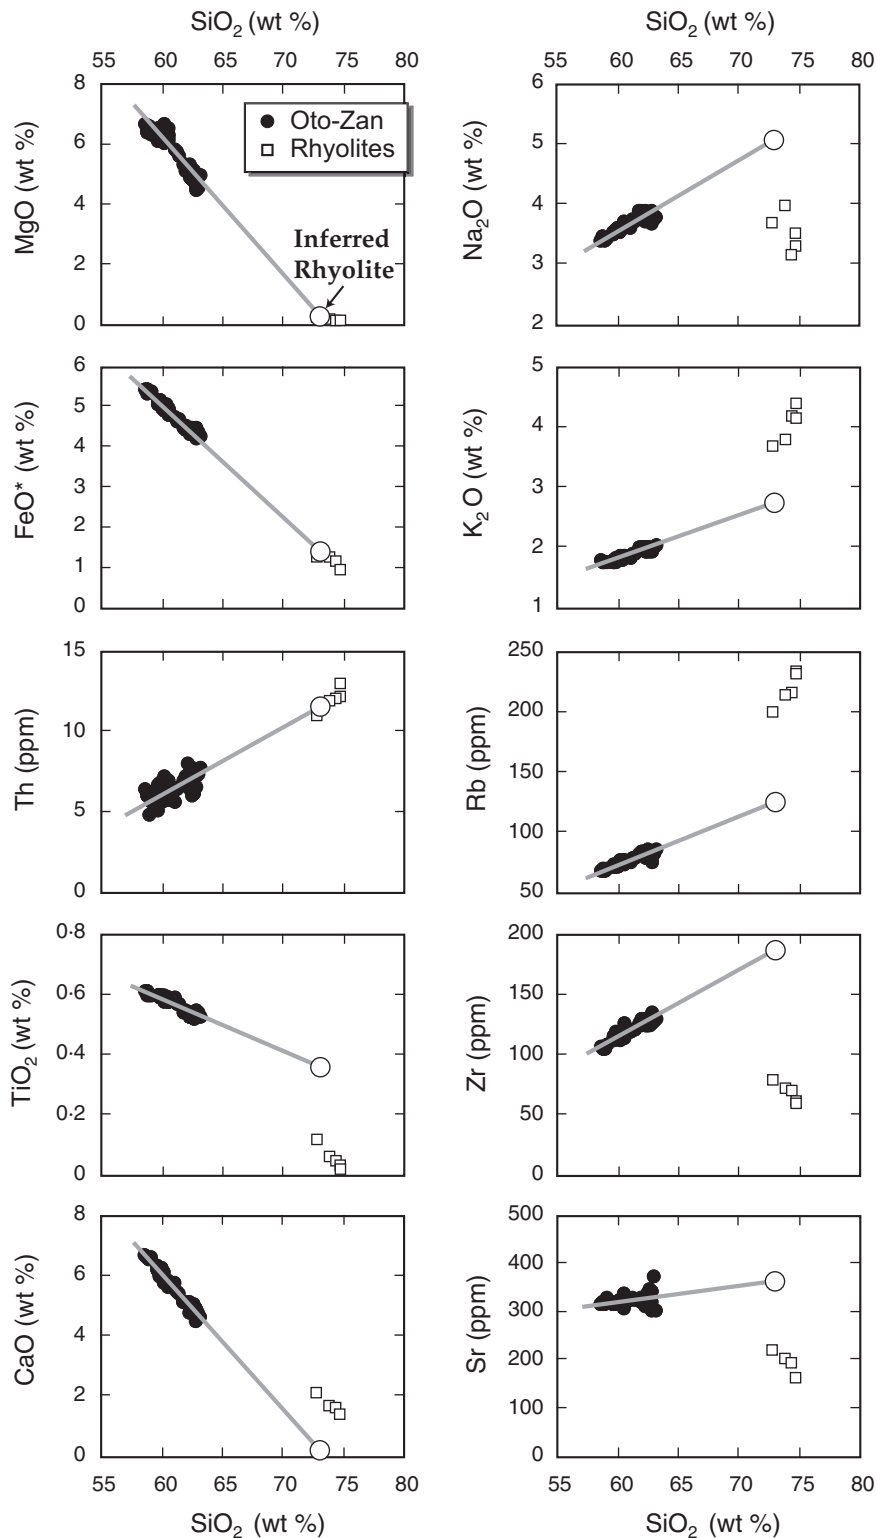 SiO2 (wt %)
55 60 65 70 75 80
MgO (wt %)
8
6
4
2
0
Oto-Zan
Rhyolites
Inferred
Rhyolite
SiO2 (wt %)
55 60 65 70 75 80
Na2O (wt %)
6
5
4
3
2
FeO* (wt %)
6
5
4
2
1
0
K2O (wt %)
5
4
3
2
1
Th (ppm)
15
10
5
0
Rb (ppm)
250
200
150
100
50
TiO2 (wt %)
0·8
0·6
0·4
0·2
0
Zr (ppm)
200
150
100
50
0
CaO (wt %)
8
6
4
2
0
55 60 65 70 75 80
SiO2 (wt %)
Sr (ppm)
500
400
300
200
100
0
55 60 65 70 75 80
SiO2 (wt %)